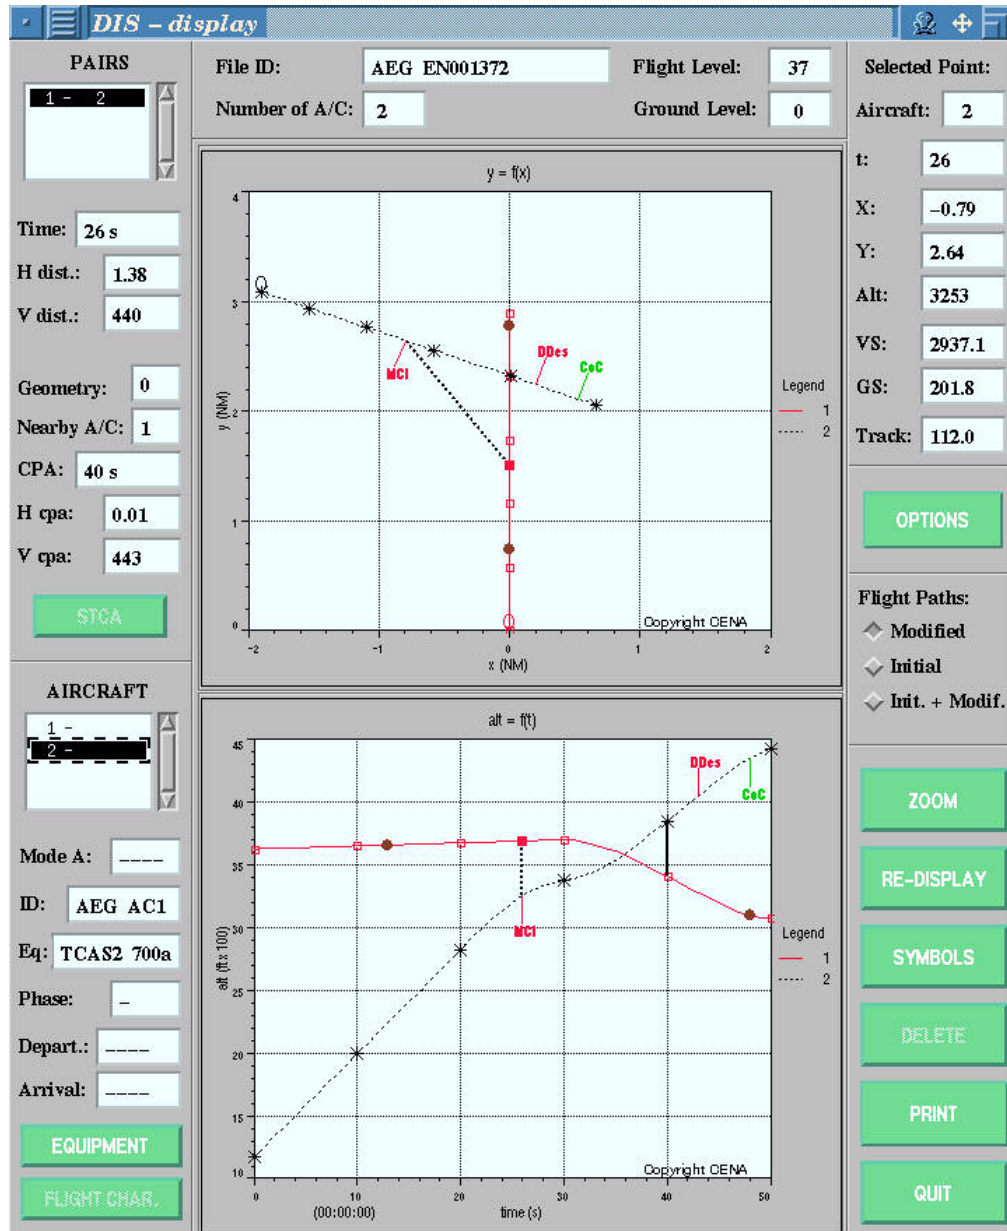 DIS – display
PAIRS
1 – 2
Time: 26 s
H dist.: 1.38
V dist.: 440
Geometry: 0
Nearby A/C: 1
CPA: 40 s
H cpa: 0.01
V cpa: 443
STCA
AIRCRAFT
1 –
2 –
Mode A: ----
ID: AEG AC1
Eq: TCAS2 700a
Phase: –
Depart.: ----
Arrival: ----
EQUIPMENT
FLIGHT CHAR.
File ID: AEG EN001372
Flight Level: 37
Number of A/C: 2
Ground Level: 0
y = f(x)
4
3
2
1
0
y (NM)
MCl
DDes
CoC
Copyright CENA
-2 -1 0 1 2
x (NM)
Legend
1
2
alt = f(t)
45
40
35
30
25
20
15
10
alt (ft x 100)
MCl
DDes
CoC
Copyright CENA
0 10 20 30 40 50
(00:00:00) time (s)
Legend
1
2
Selected Point:
Aircraft: 2
t: 26
X: –0.79
Y: 2.64
Alt: 3253
VS: 2937.1
GS: 201.8
Track: 112.0
OPTIONS
Flight Paths:
Modified
Initial
Init. + Modif.
ZOOM
RE-DISPLAY
SYMBOLS
DELETE
PRINT
QUIT